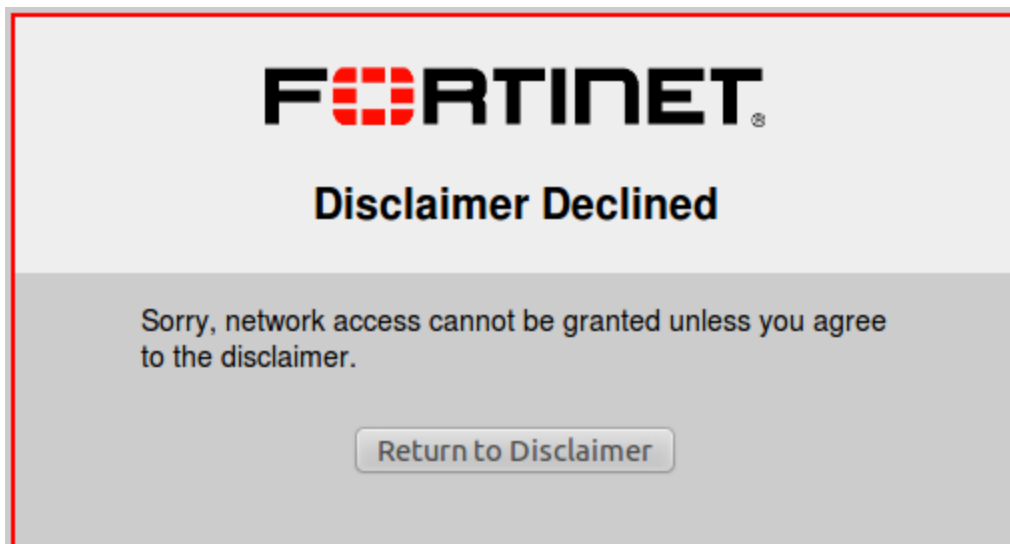 FORTINET®
Disclaimer Declined
Sorry, network access cannot be granted unless you agree
to the disclaimer.
Return to Disclaimer